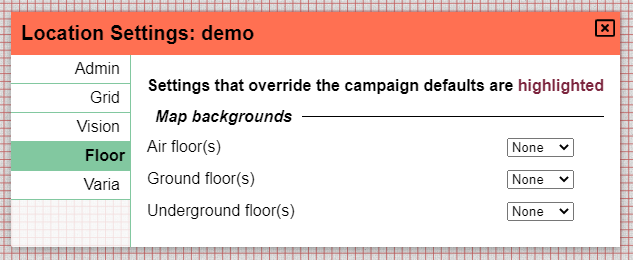 Location Settings: demo
Admin
Grid
Vision
Floor
Varia
Settings that override the campaign defaults are highlighted
Map backgrounds
Air floor(s) None
Ground floor(s) None
Underground floor(s) None